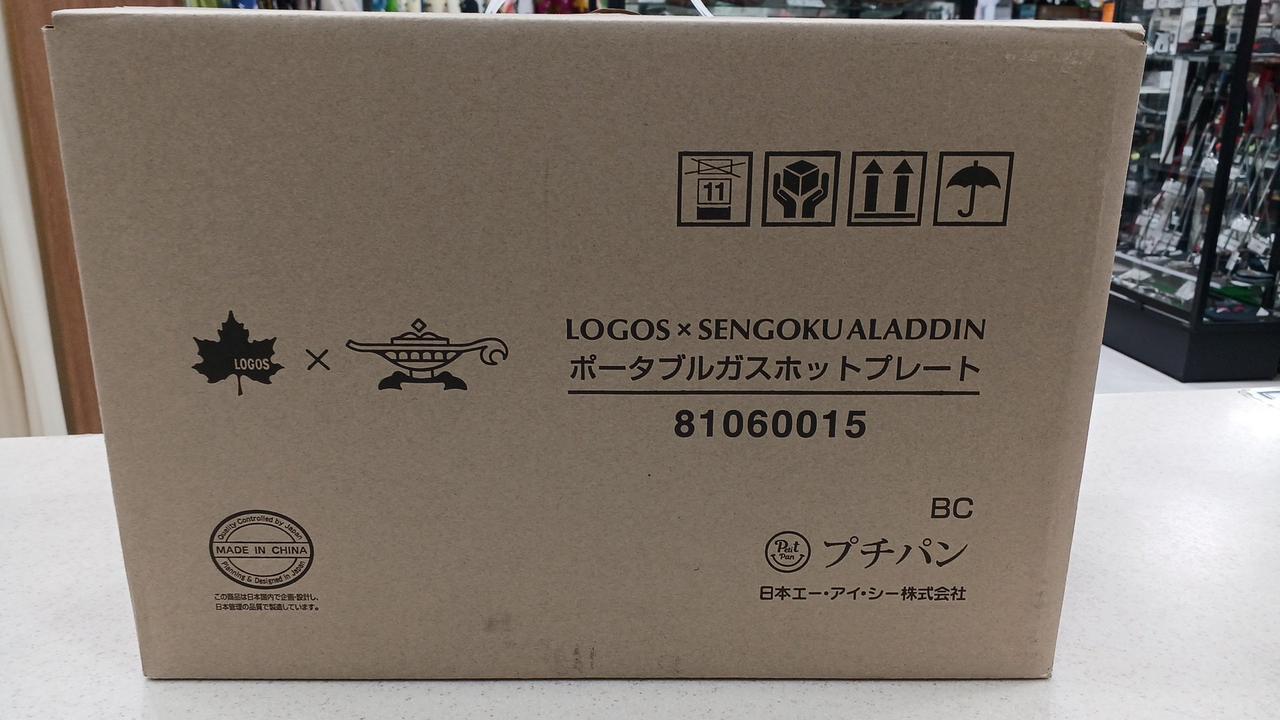 11
LOGOS
×
LOGOS × SENGOKU ALADDIN
ポータブルガスホットプレート
81060015
BC
Petit Pan
プチパン
日本エー・アイ・シー株式会社
Quality Controlled by Japan
MADE IN CHINA
Planning & Designed in Japan
この商品は日本国内で企画・設計し、
日本管理の品質で製造しています。